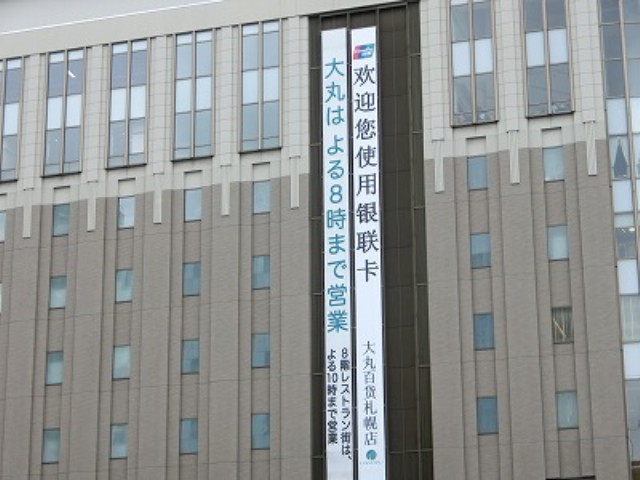 欢迎您使用银联卡
大丸百货札幌店
大丸は よる8時まで営業
8階レストラン街は、
よる10時まで営業